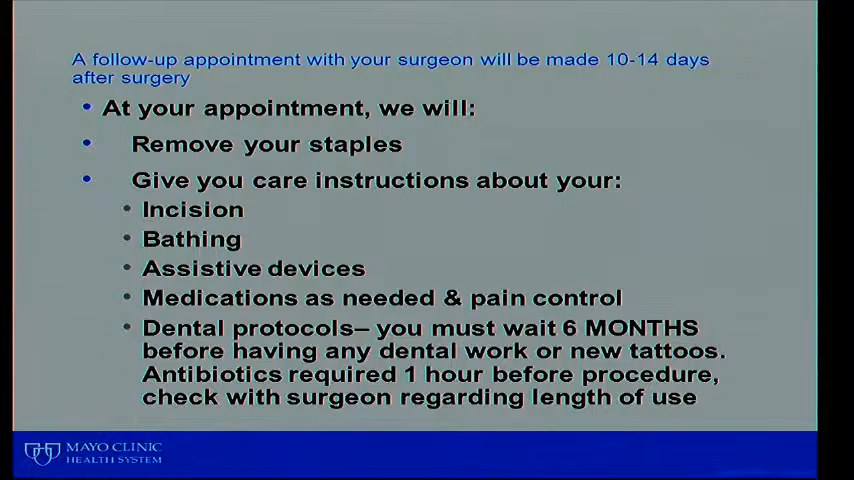 A follow-up appointment with your surgeon will be made 10-14 days
after surgery
• At your appointment, we will:
• Remove your staples
• Give you care instructions about your:
• Incision
• Bathing
• Assistive devices
• Medications as needed & pain control
• Dental protocols– you must wait 6 MONTHS
before having any dental work or new tattoos.
Antibiotics required 1 hour before procedure,
check with surgeon regarding length of use
MAYO CLINIC
HEALTH SYSTEM